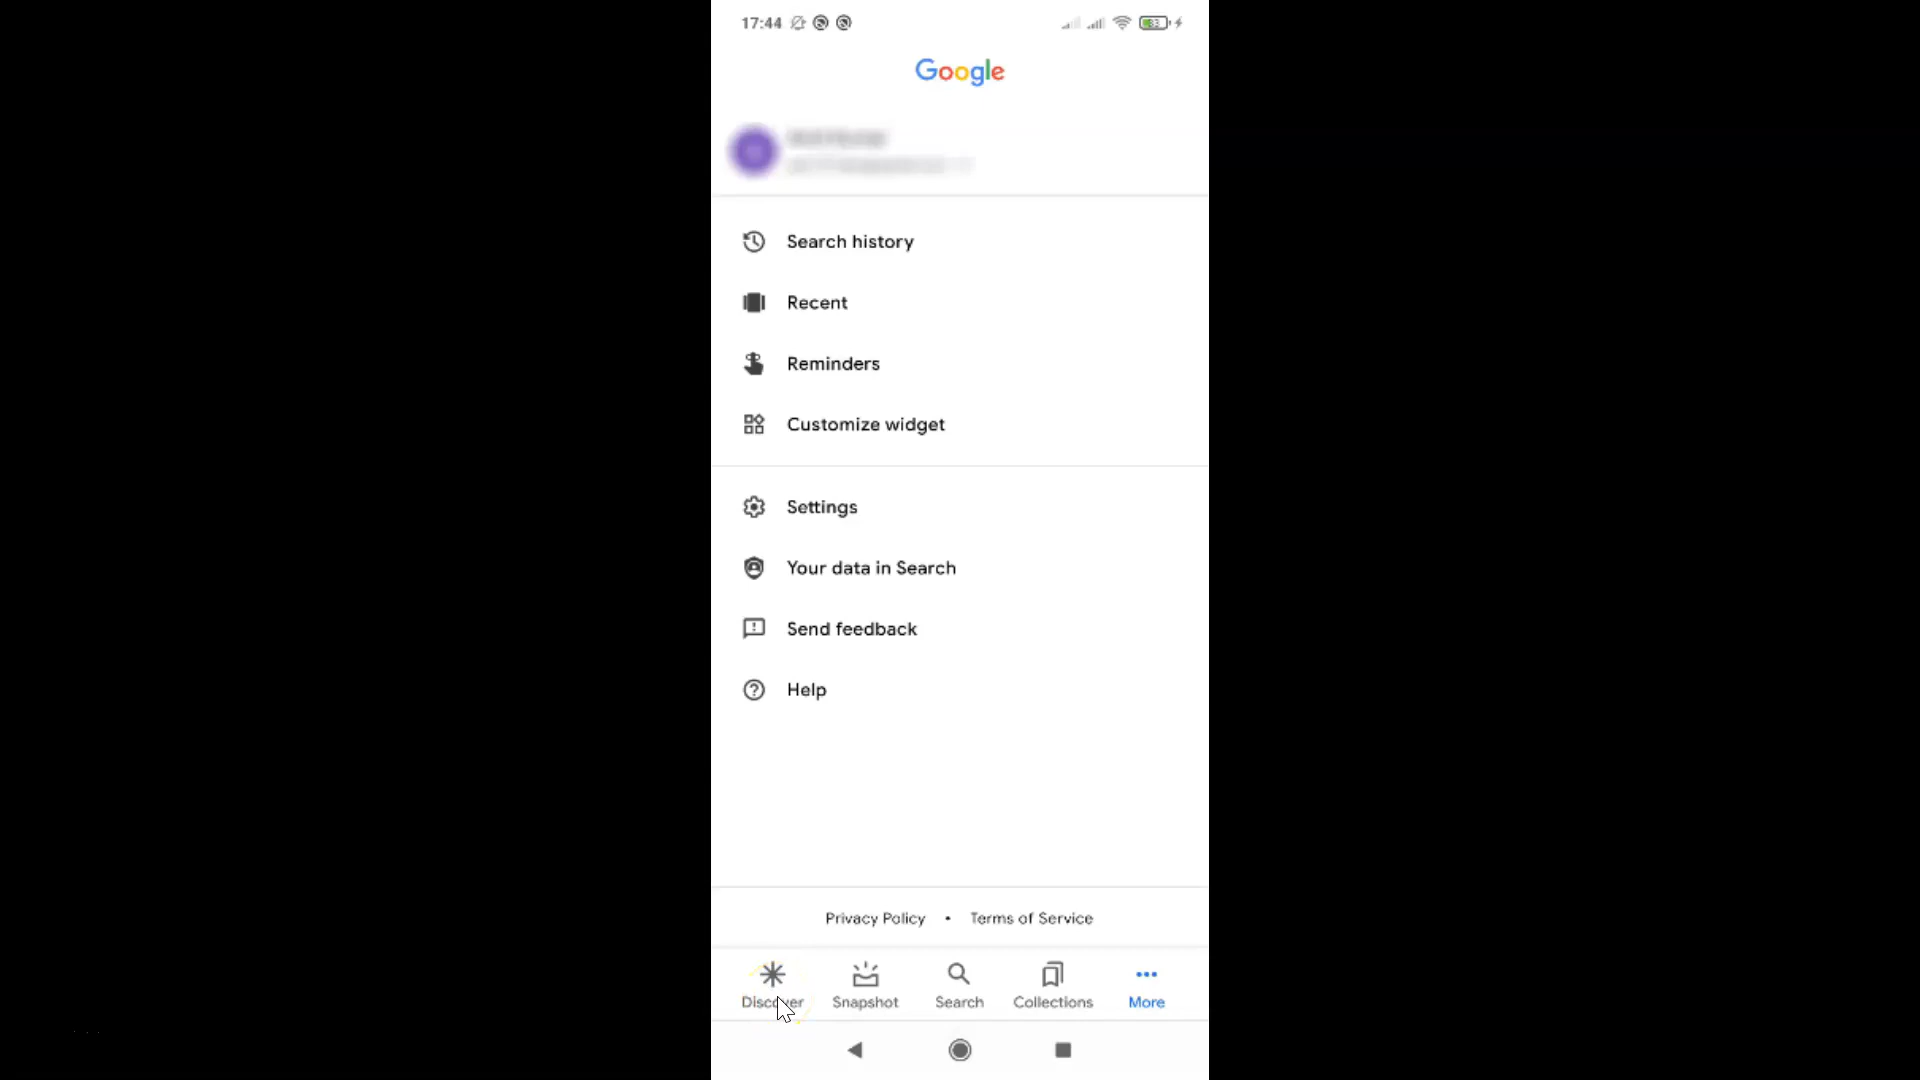 17:44
83
Google
Search history
Recent
Reminders
Customize widget
Settings
Your data in Search
Send feedback
Help
Privacy Policy • Terms of Service
Discover Snapshot Search Collections More